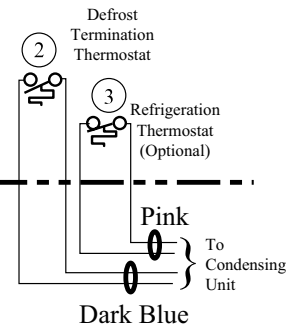 Defrost
Termination
Thermostat
2
3
Refrigeration
Thermostat
(Optional)
Pink
To
Condensing
Unit
Dark Blue